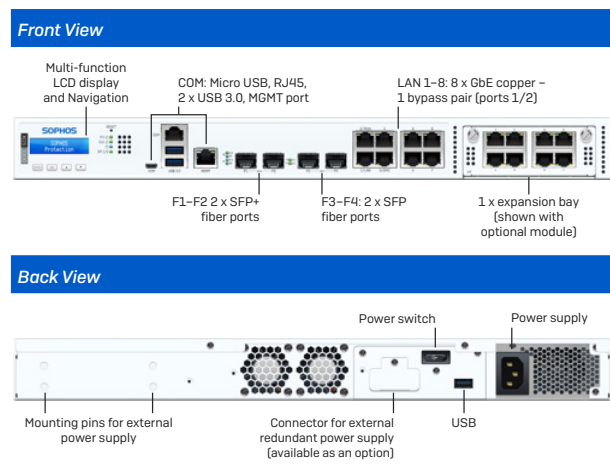 Front View
Multi-function
LCD display
and Navigation
COM: Micro USB, RJ45,
2 x USB 3.0, MGMT port
LAN 1–8: 8 x GbE copper –
1 bypass pair (ports 1/2)
SOPHOS
SOPHOS
Protection
F1–F2 2 x SFP+
fiber ports
F3–F4: 2 x SFP
fiber ports
1 x expansion bay
(shown with
optional module)
Back View
Power switch
Power supply
Mounting pins for external
power supply
Connector for external
redundant power supply
(available as an option)
USB